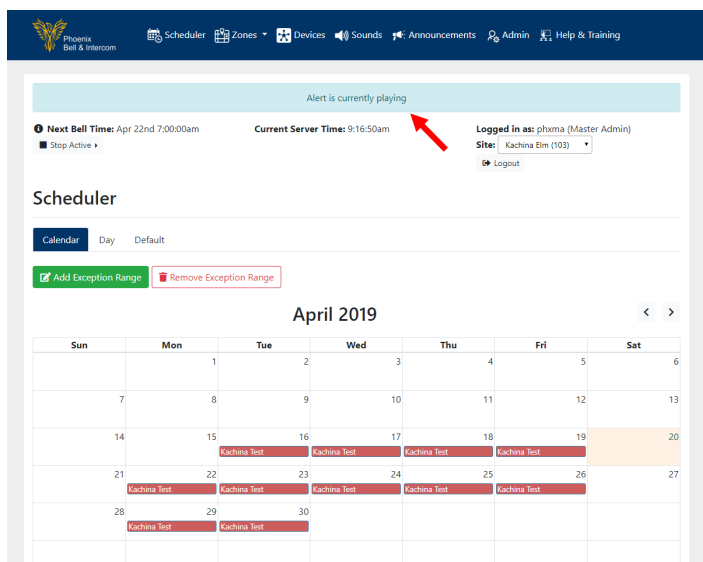 Phoenix
Bell & Intercom
Scheduler Zones Devices Sounds Announcements Admin Help & Training
Alert is currently playing
Next Bell Time: Apr 22nd 7:00:00am Current Server Time: 9:16:50am Logged in as: phxma (Master Admin)
Stop Active Site: Kachina Elm (103)
Logout
Scheduler
Calendar Day Default
Add Exception Range Remove Exception Range
April 2019
Sun Mon Tue Wed Thu Fri Sat
1 2 3 4 5 6
7 8 9 10 11 12 13
14 15 16 17 18 19 20
Kachina Test Kachina Test Kachina Test Kachina Test
21 22 23 24 25 26 27
Kachina Test Kachina Test Kachina Test Kachina Test Kachina Test
28 29 30
Kachina Test Kachina Test